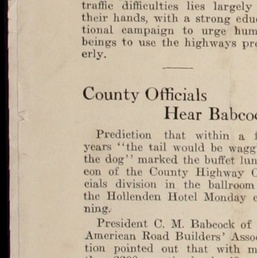 traffic difficulties lies largely
their hands, with a strong edu
tional campaign to urge hum
beings to use the highways pro
erly.
County Officials
Hear Babco
Prediction that within a f
years "the tail would be wagg
the dog" marked the buffet lun
con of the County Highway O
cials division in the ballroom
the Hollenden Hotel Monday e
ning.
President C. M. Babcock of
American Road Builders' Asso
tion pointed out that with m